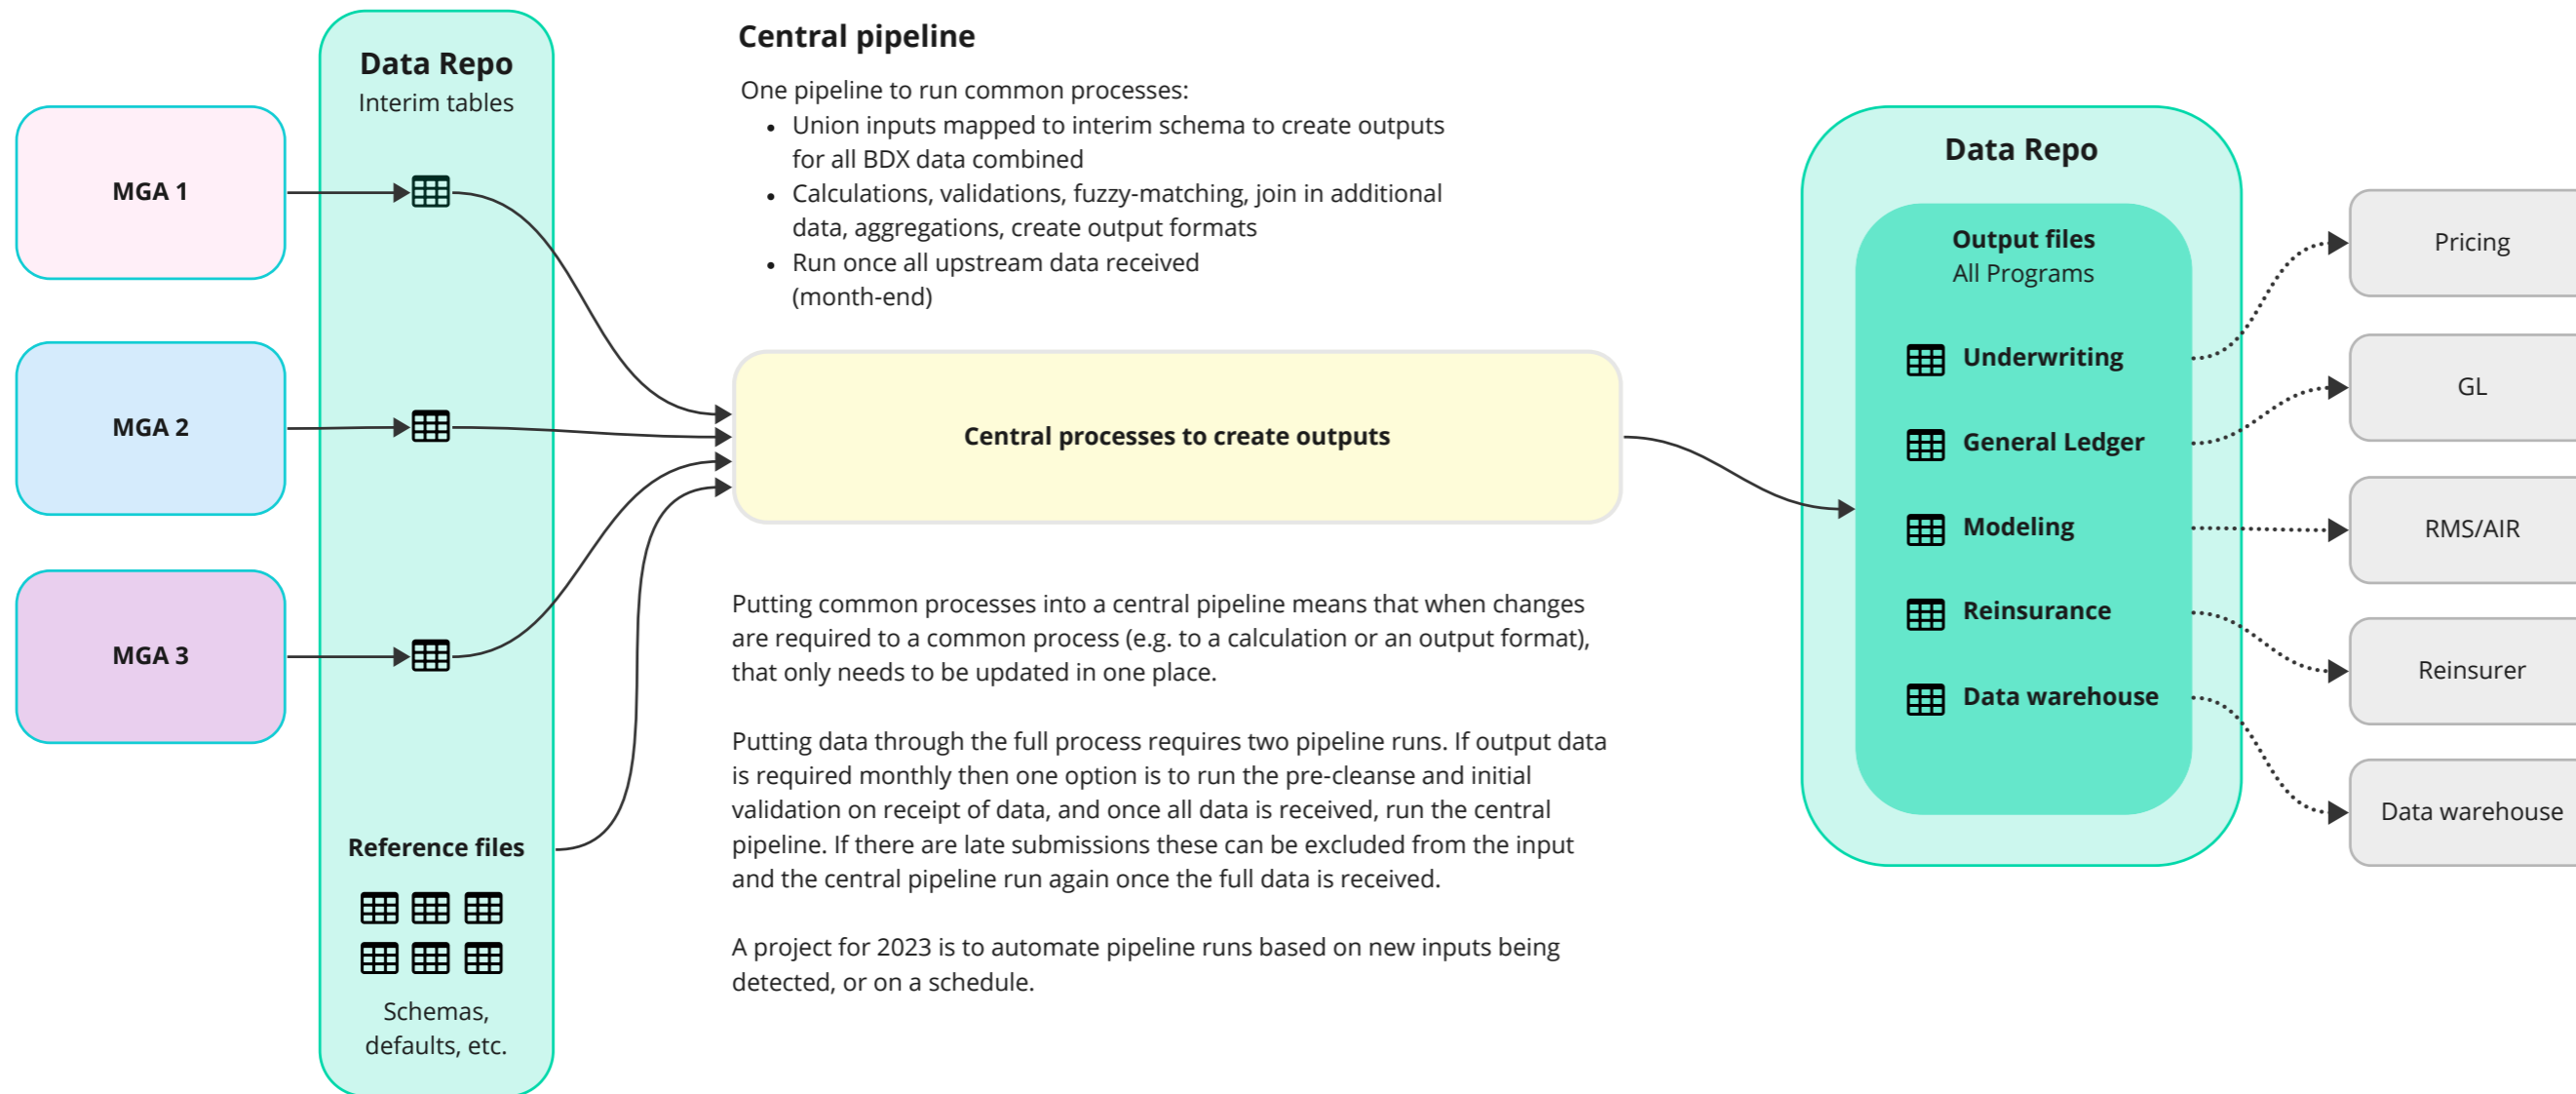 Data Repo
Interim tables
MGA 1
MGA 2
MGA 3
Reference files
Schemas,
defaults, etc.
Central pipeline
One pipeline to run common processes:
• Union inputs mapped to interim schema to create outputs
for all BDX data combined
• Calculations, validations, fuzzy-matching, join in additional
data, aggregations, create output formats
• Run once all upstream data received
(month-end)
Central processes to create outputs
Putting common processes into a central pipeline means that when changes
are required to a common process (e.g. to a calculation or an output format),
that only needs to be updated in one place.
Putting data through the full process requires two pipeline runs. If output data
is required monthly then one option is to run the pre-cleanse and initial
validation on receipt of data, and once all data is received, run the central
pipeline. If there are late submissions these can be excluded from the input
and the central pipeline run again once the full data is received.
A project for 2023 is to automate pipeline runs based on new inputs being
detected, or on a schedule.
Data Repo
Output files
All Programs
Underwriting
General Ledger
Modeling
Reinsurance
Data warehouse
Pricing
GL
RMS/AIR
Reinsurer
Data warehouse